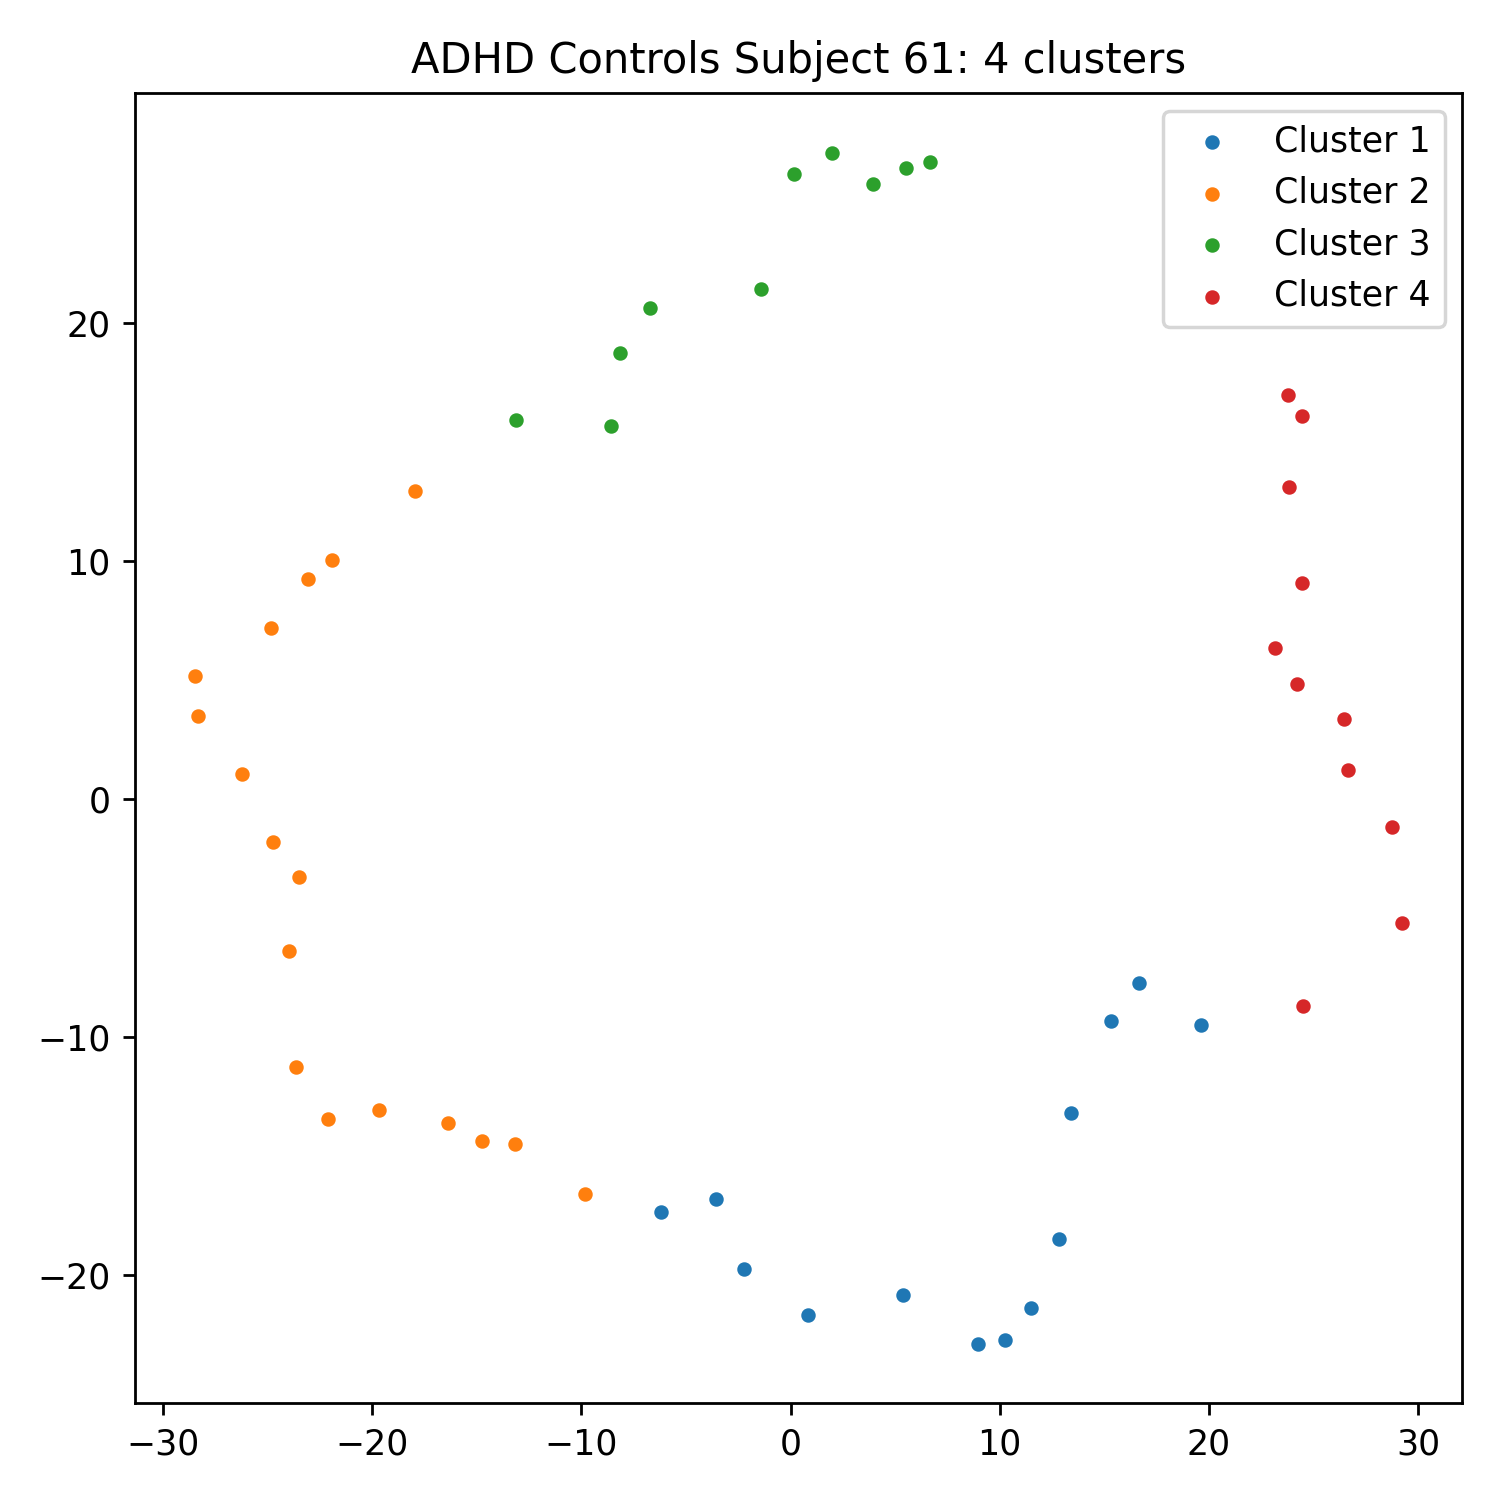 ADHD Controls Subject 61: 4 clusters
Cluster 1
Cluster 2
Cluster 3
Cluster 4
20
10
0
−10
−20
−30 −20 −10 0 10 20 30